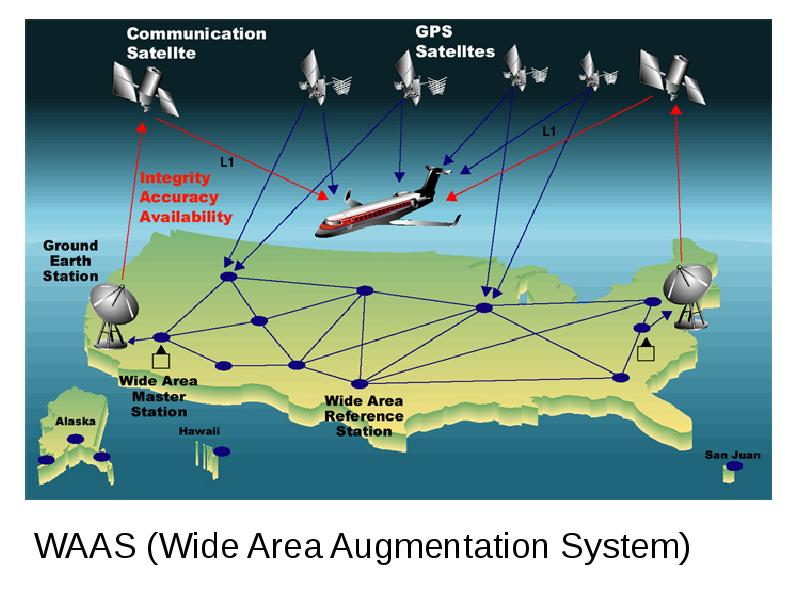 Communication
Satellte
GPS
Satelltes
L1
L1
Integrity
Accuracy
Availability
Ground
Earth
Station
Wide Area
Master
Station
Wide Area
Reference
Station
Alaska
Hawaii
San Juan
WAAS (Wide Area Augmentation System)